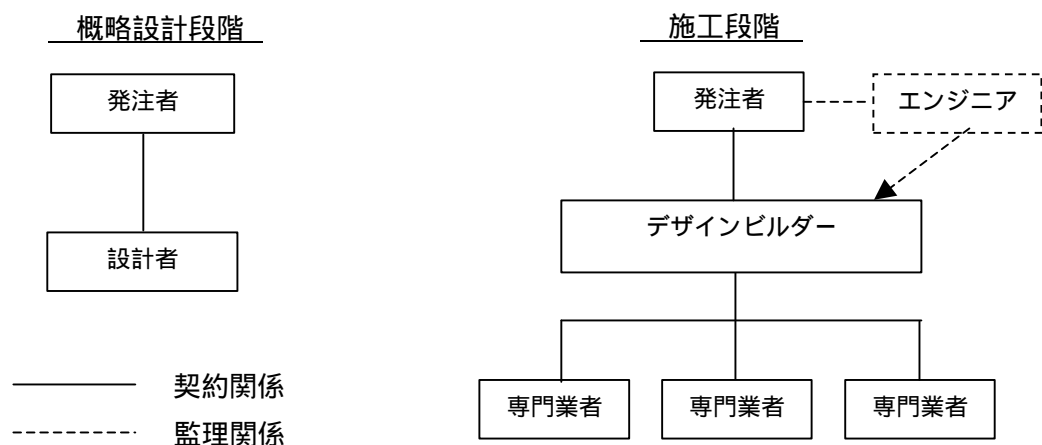 概略設計段階
発注者
設計者
契約関係
監理関係
施工段階
発注者
エンジニア
デザインビルダー
専門業者
専門業者
専門業者